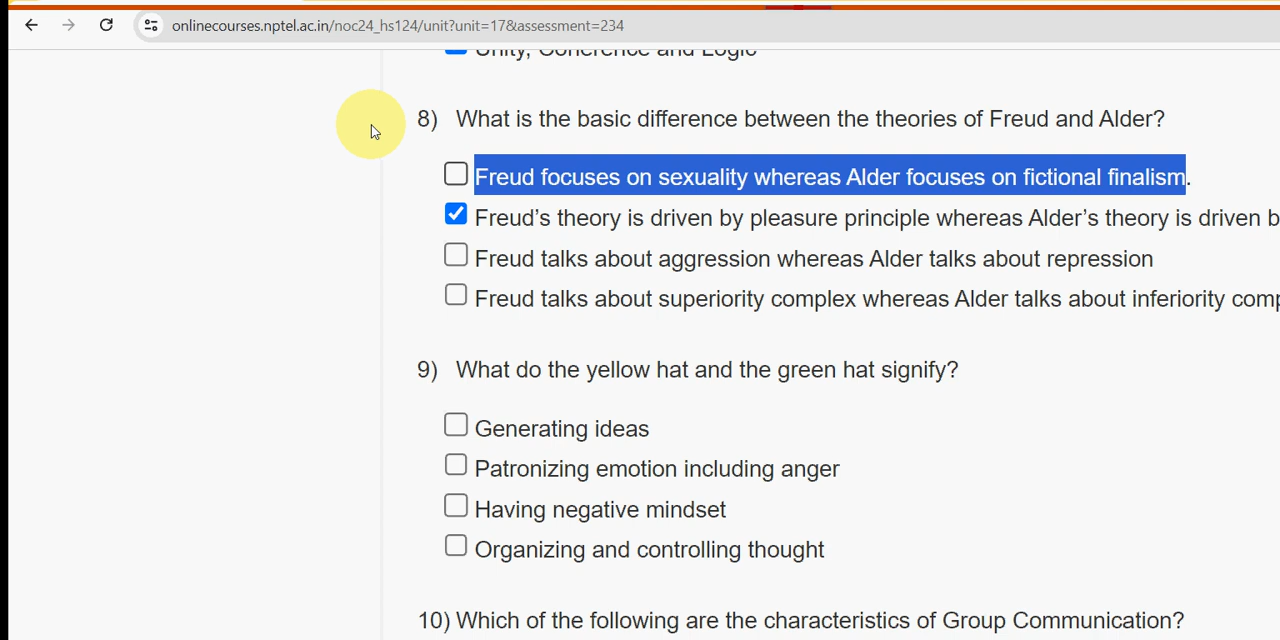 onlinecourses.nptel.ac.in/noc24_hs124/unit?unit=17&assessment=234
Unity, Coherence and Logic
8) What is the basic difference between the theories of Freud and Alder?
Freud focuses on sexuality whereas Alder focuses on fictional finalism.
Freud’s theory is driven by pleasure principle whereas Alder’s theory is driven b
Freud talks about aggression whereas Alder talks about repression
Freud talks about superiority complex whereas Alder talks about inferiority comp
9) What do the yellow hat and the green hat signify?
Generating ideas
Patronizing emotion including anger
Having negative mindset
Organizing and controlling thought
10) Which of the following are the characteristics of Group Communication?